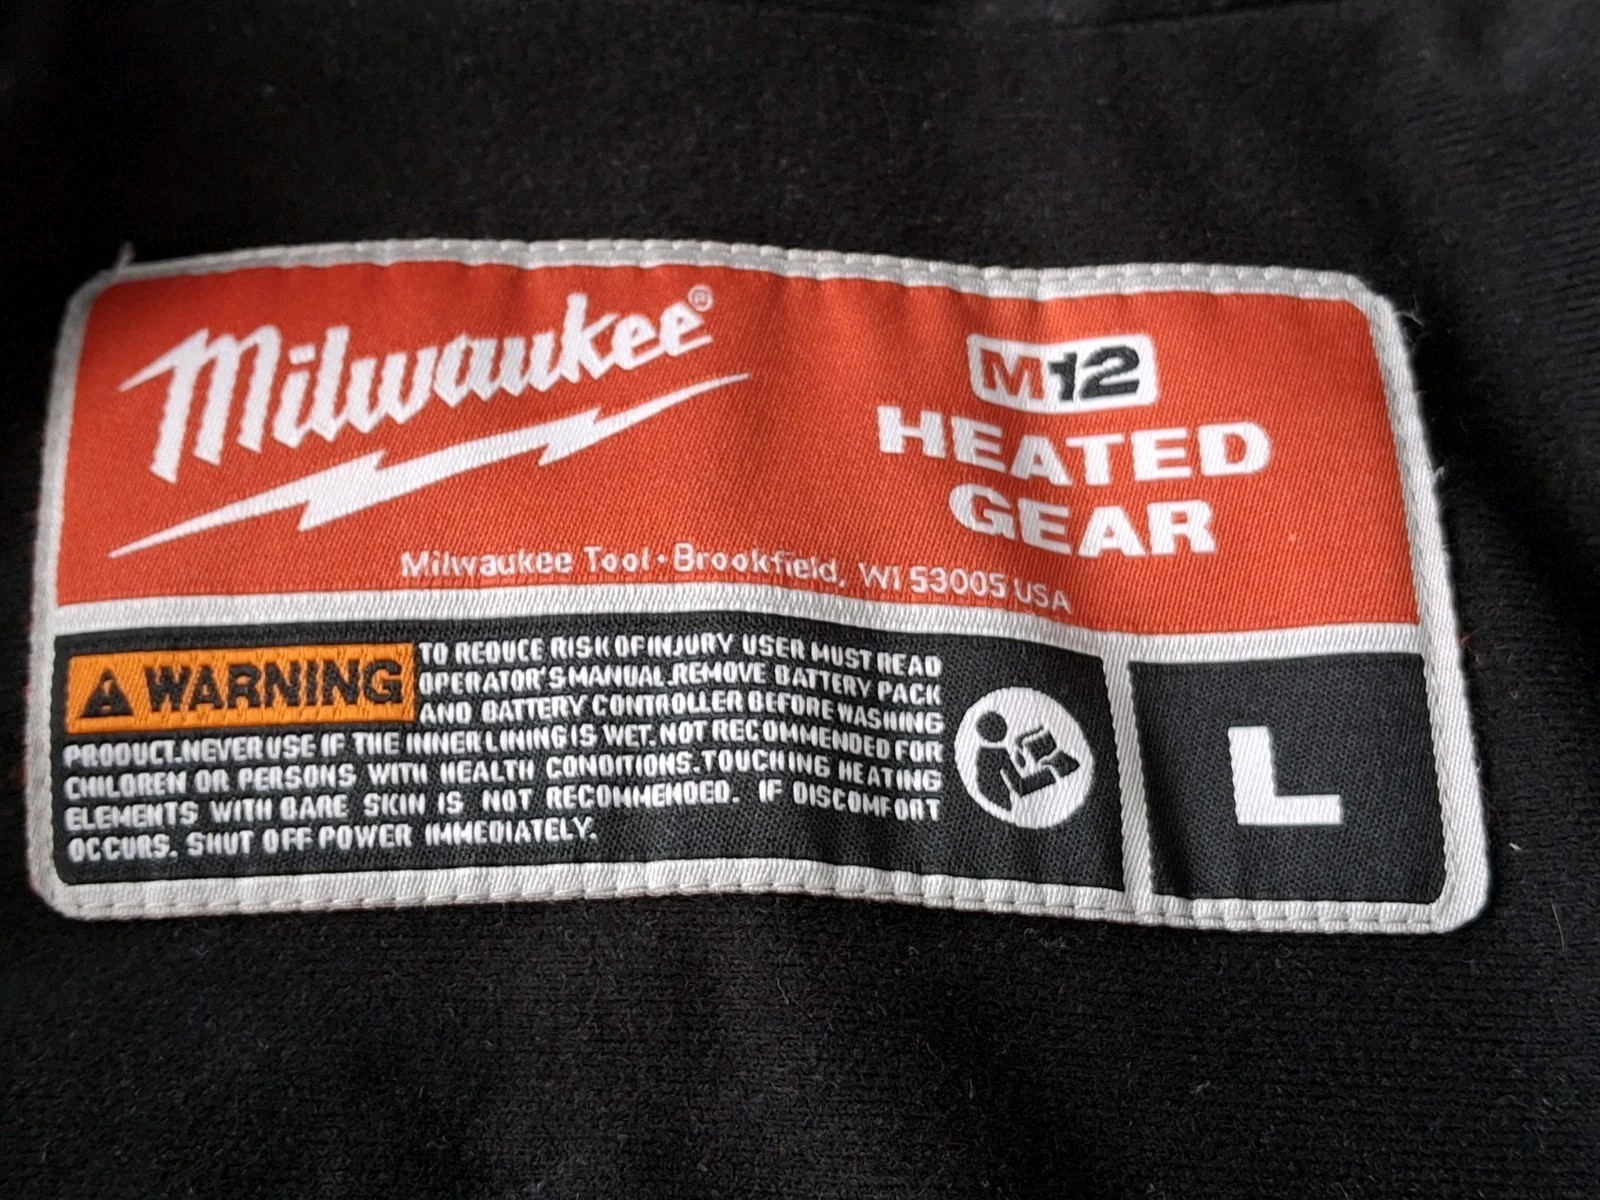 Milwaukee®
M12
HEATED
GEAR
Milwaukee Tool • Brookfield, WI 53005 USA
WARNING
TO REDUCE RISK OF INJURY USER MUST READ
OPERATOR'S MANUAL.REMOVE BATTERY PACK
AND BATTERY CONTROLLER BEFORE WASHING
PRODUCT.NEVER USE IF THE INNER LINING IS WET.NOT RECOMMENDED FOR
CHILDREN OR PERSONS WITH HEALTH CONDITIONS.TOUCHING HEATING
ELEMENTS WITH BARE SKIN IS NOT RECOMMENDED. IF DISCOMFORT
OCCURS. SHUT OFF POWER IMMEDIATELY.
L